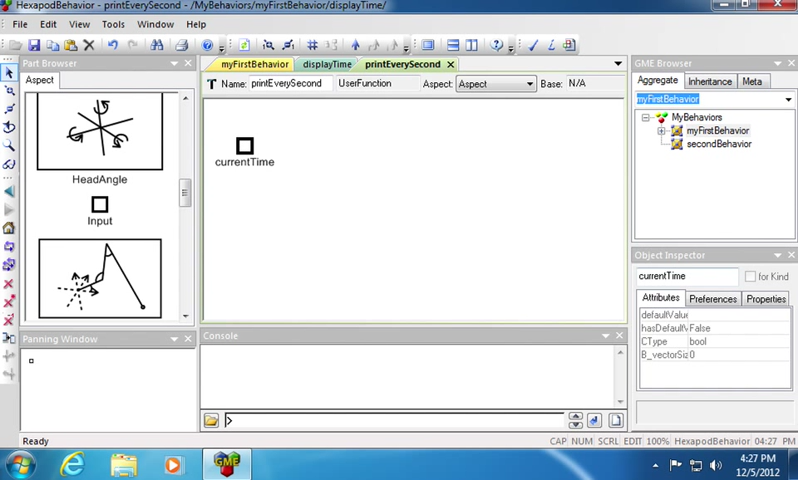 HexapodBehavior - printEverySecond - /MyBehaviors/myFirstBehavior/displayTime/
File Edit View Tools Window Help
Part Browser
Aspect
HeadAngle
Input
Panning Window
myFirstBehavior displayTime printEverySecond
Name: printEverySecond UserFunction Aspect: Aspect Base: N/A
currentTime
Console
>
GME Browser
Aggregate Inheritance Meta
myFirstBehavior
MyBehaviors
myFirstBehavior
secondBehavior
Object Inspector
currentTime for Kind
Attributes Preferences Properties
defaultValue
hasDefaultV False
CType bool
B_vectorSiz 0
Ready CAP NUM SCRL EDIT 100% HexapodBehavior 04:27 PM
GME
4:27 PM
12/5/2012